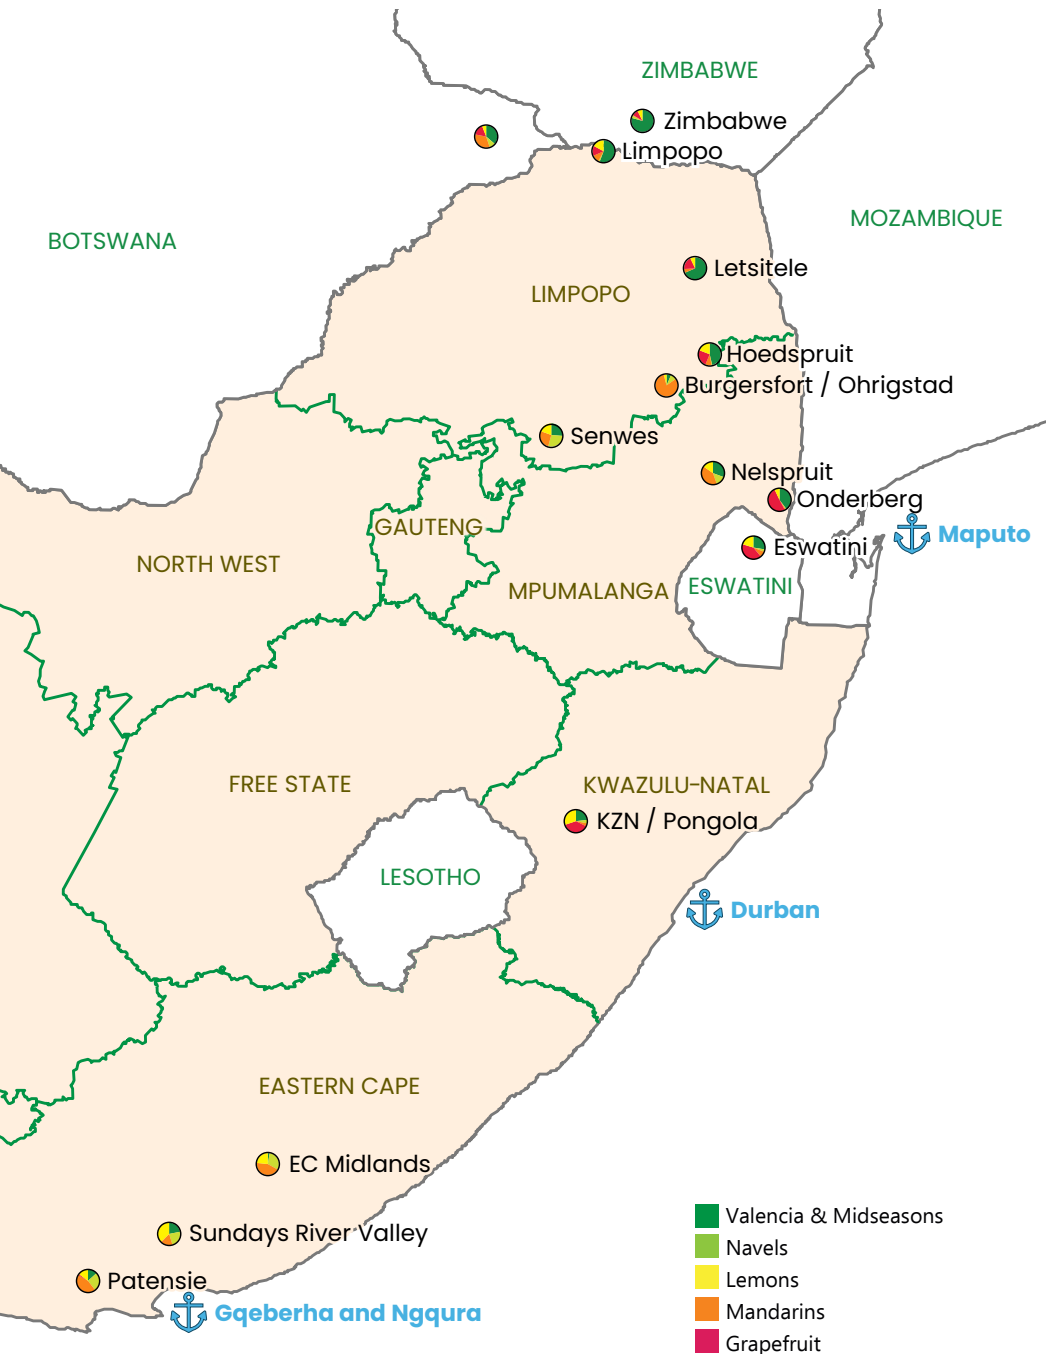 ZIMBABWE
Zimbabwe
Limpopo
MOZAMBIQUE
BOTSWANA
Letsitele
LIMPOPO
Hoedspruit
Burgersfort / Ohrigstad
Senwes
Nelspruit
Onderberg
GAUTENG
Maputo
Eswatini
NORTH WEST
ESWATINI
MPUMALANGA
FREE STATE
KWAZULU-NATAL
KZN / Pongola
LESOTHO
Durban
EASTERN CAPE
EC Midlands
Sundays River Valley
Patensie
Gqeberha and Ngqura
Valencia & Midseasons
Navels
Lemons
Mandarins
Grapefruit